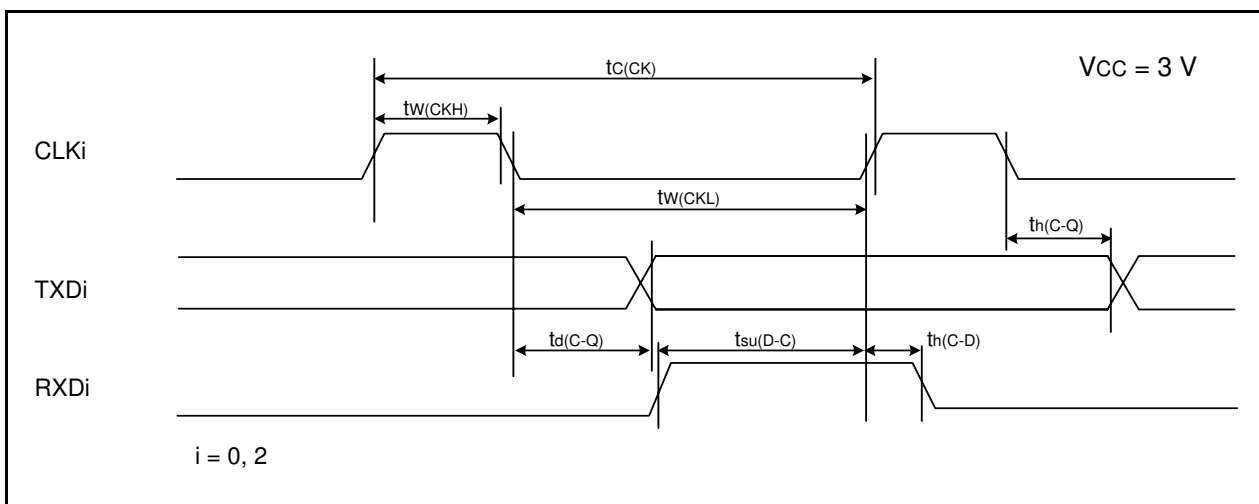 tC(CK)
VCC = 3 V
tW(CKH)
CLKi
tW(CKL)
th(C-Q)
TXDi
td(C-Q)
tsu(D-C)
th(C-D)
RXDi
i = 0, 2